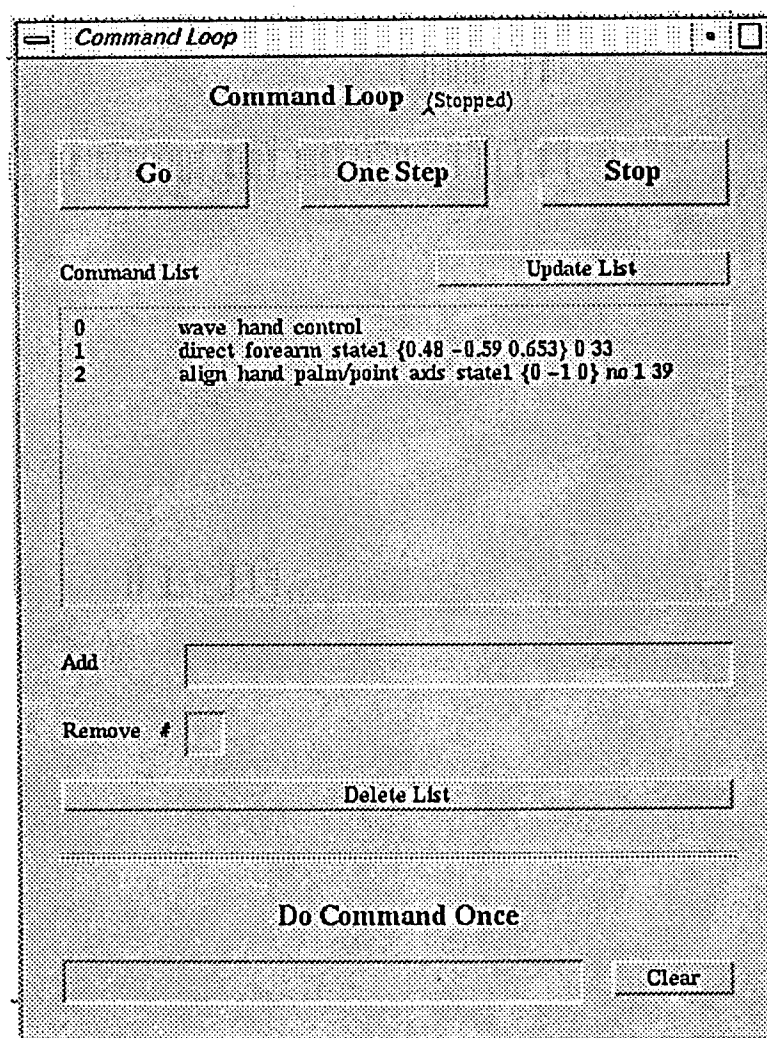 Command Loop
Command Loop (Stopped)
Go One Step Stop
Command List Update List
0 wave hand control
1 direct forearm state1 {0.48 -0.59 0.653} 0 33
2 align hand palm/point axis state1 {0 -1 0} no 1 39
Add
Remove #
Delete List
Do Command Once
Clear